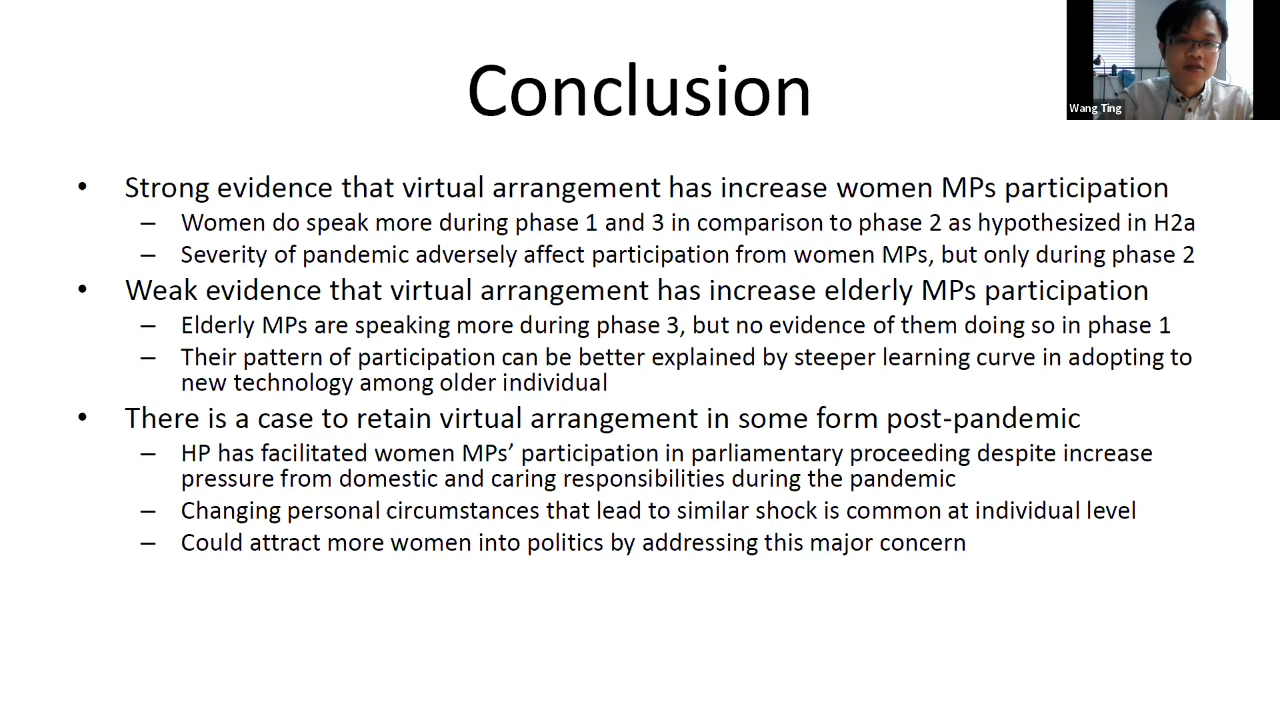 Conclusion
Wang Ting
• Strong evidence that virtual arrangement has increase women MPs participation
– Women do speak more during phase 1 and 3 in comparison to phase 2 as hypothesized in H2a
– Severity of pandemic adversely affect participation from women MPs, but only during phase 2
• Weak evidence that virtual arrangement has increase elderly MPs participation
– Elderly MPs are speaking more during phase 3, but no evidence of them doing so in phase 1
– Their pattern of participation can be better explained by steeper learning curve in adopting to
new technology among older individual
• There is a case to retain virtual arrangement in some form post-pandemic
– HP has facilitated women MPs’ participation in parliamentary proceeding despite increase
pressure from domestic and caring responsibilities during the pandemic
– Changing personal circumstances that lead to similar shock is common at individual level
– Could attract more women into politics by addressing this major concern